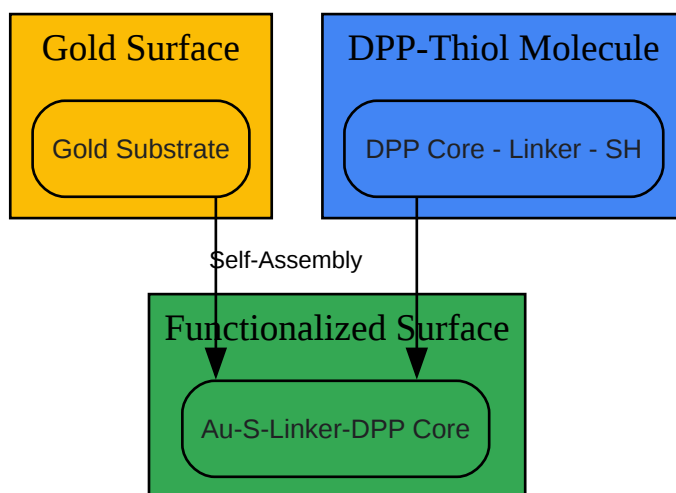 Gold Surface
DPP-Thiol Molecule
Gold Substrate
DPP Core - Linker - SH
Self-Assembly
Functionalized Surface
Au-S-Linker-DPP Core